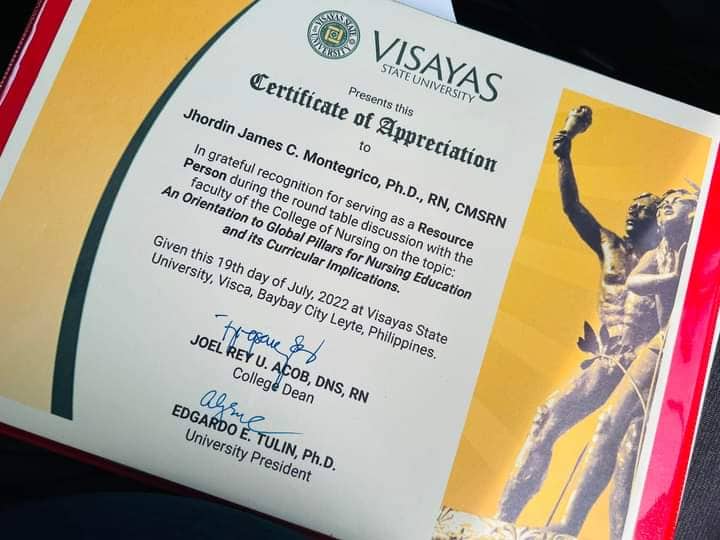 VISAYAS STATE UNIVERSITY
VISAYAS
STATE UNIVERSITY
Presents this
Certificate of Appreciation
to
Jhordin James C. Montegrico, Ph.D., RN, CMSRN
In grateful recognition for serving as a Resource
Person during the round table discussion with the
faculty of the College of Nursing on the topic:
An Orientation to Global Pillars for Nursing Education
and its Curricular Implications.
Given this 19th day of July, 2022 at Visayas State
University, Visca, Baybay City Leyte, Philippines.
JOEL REY U. ACOB, DNS, RN
College Dean
EDGARDO E. TULIN, Ph.D.
University President